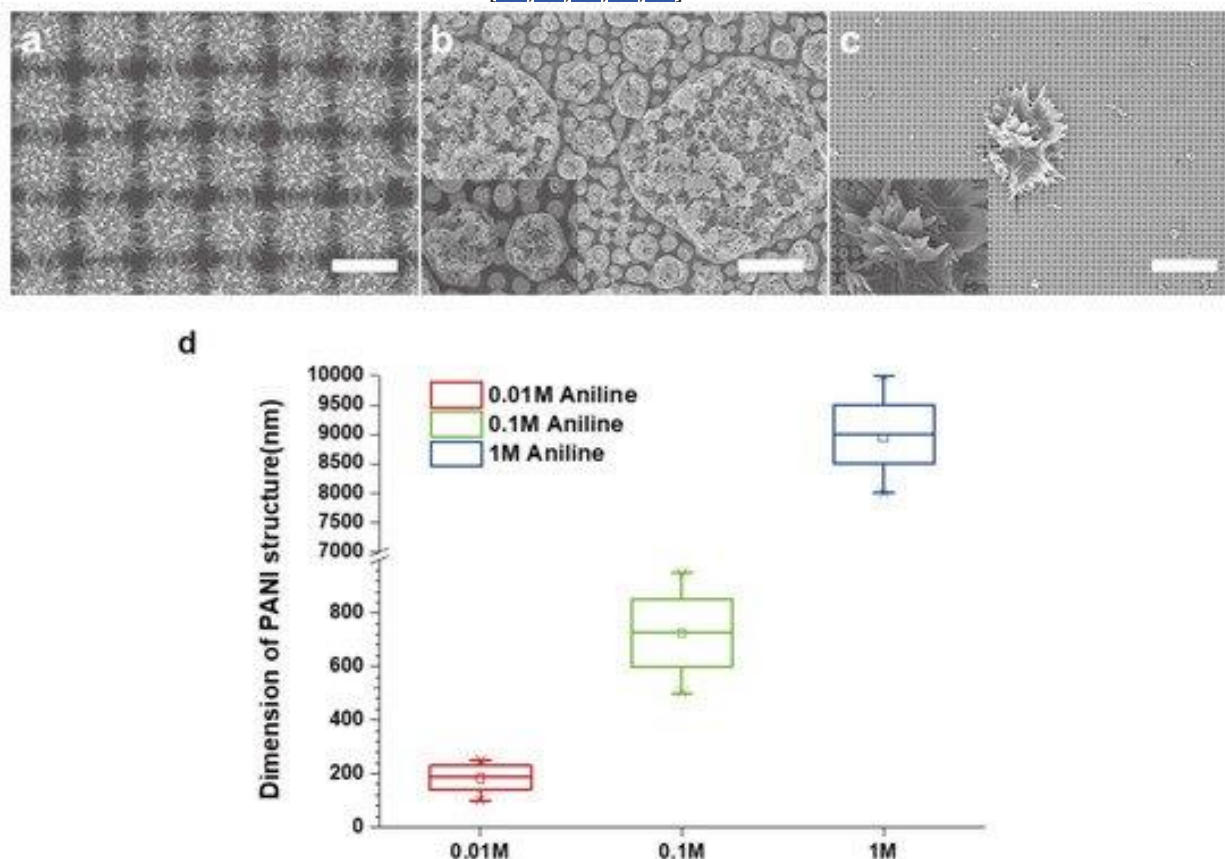 a
b
c
d
Dimension of PANI structure(nm)
10000
9500
9000
8500
8000
7500
7000
800
600
400
200
0
0.01M Aniline
0.1M Aniline
1M Aniline
0.01M
0.1M
1M